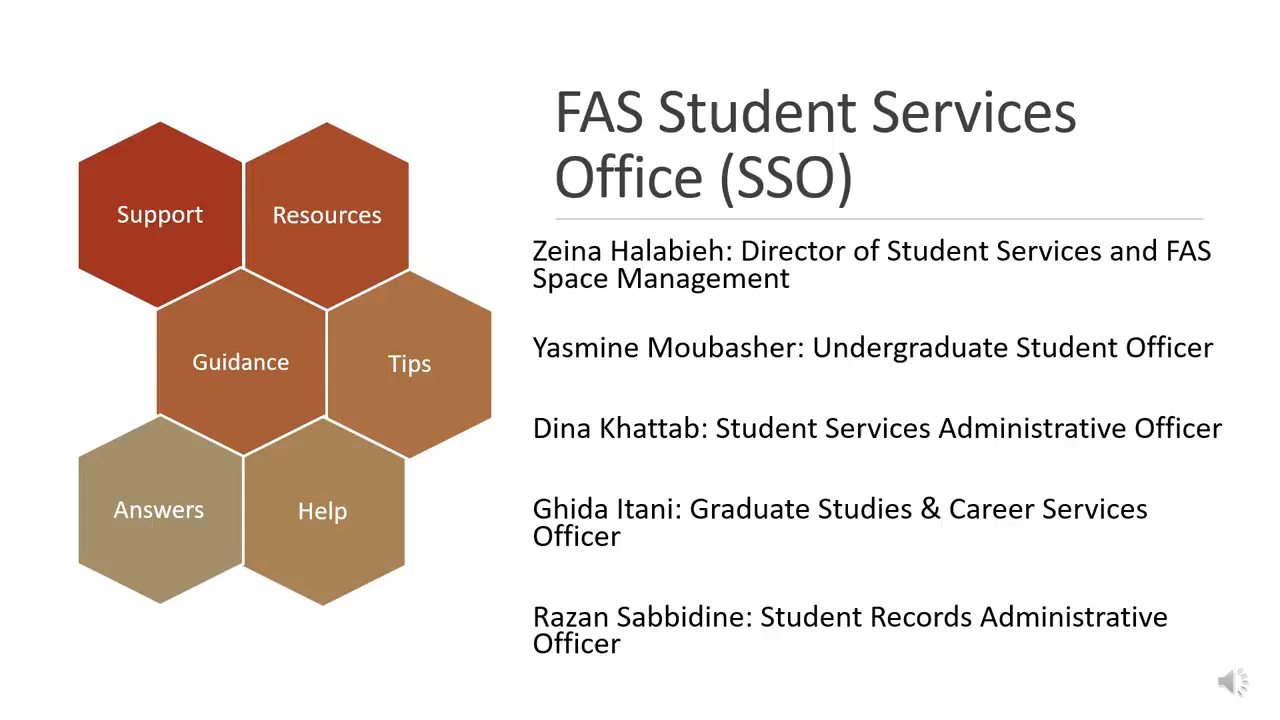 FAS Student Services
Office (SSO)
Support
Resources
Guidance
Tips
Answers
Help
Zeina Halabieh: Director of Student Services and FAS
Space Management
Yasmine Moubasher: Undergraduate Student Officer
Dina Khattab: Student Services Administrative Officer
Ghida Itani: Graduate Studies & Career Services
Officer
Razan Sabbidine: Student Records Administrative
Officer